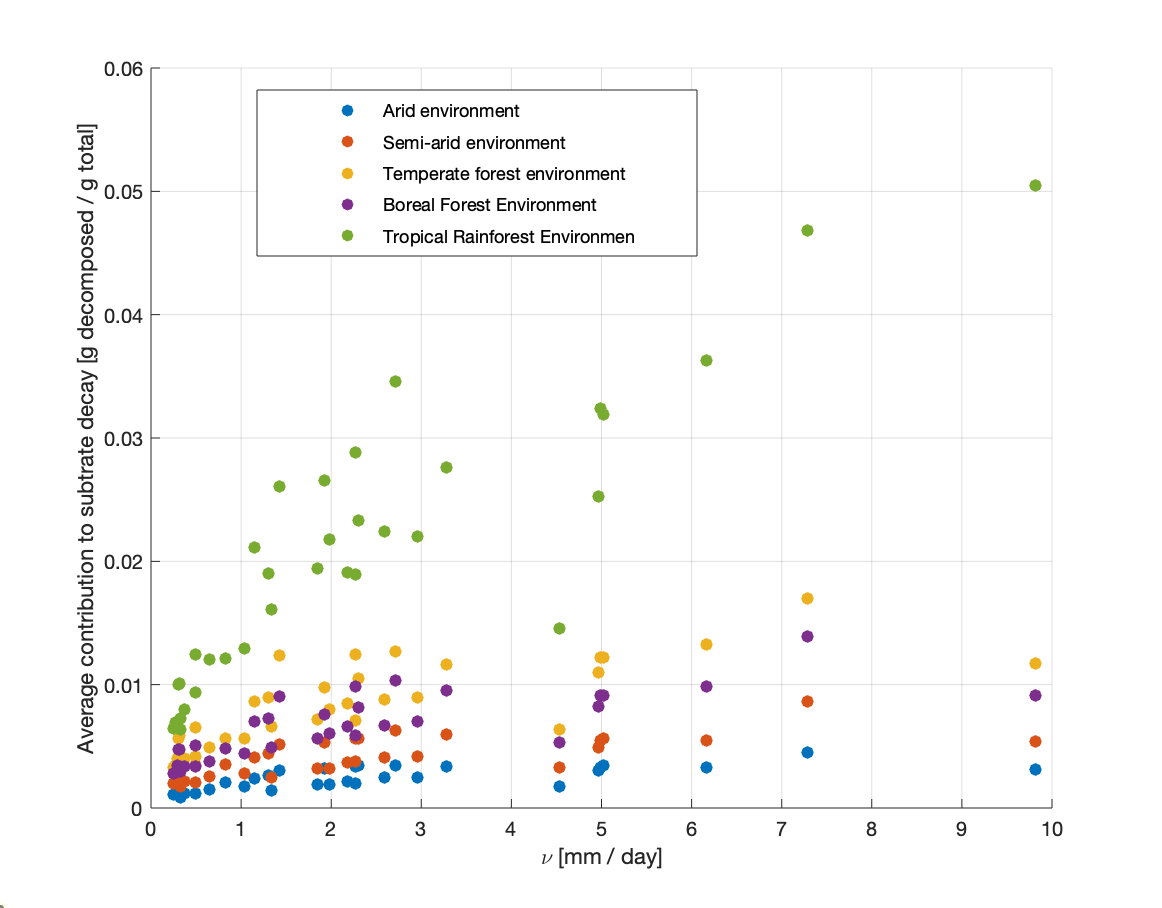 0.06
0.05
0.04
0.03
0.02
0.01
0
Average contribution to subtrate decay [g decomposed / g total]
Arid environment
Semi-arid environment
Temperate forest environment
Boreal Forest Environment
Tropical Rainforest Environmen
0 1 2 3 4 5 6 7 8 9 10
ν [mm / day]